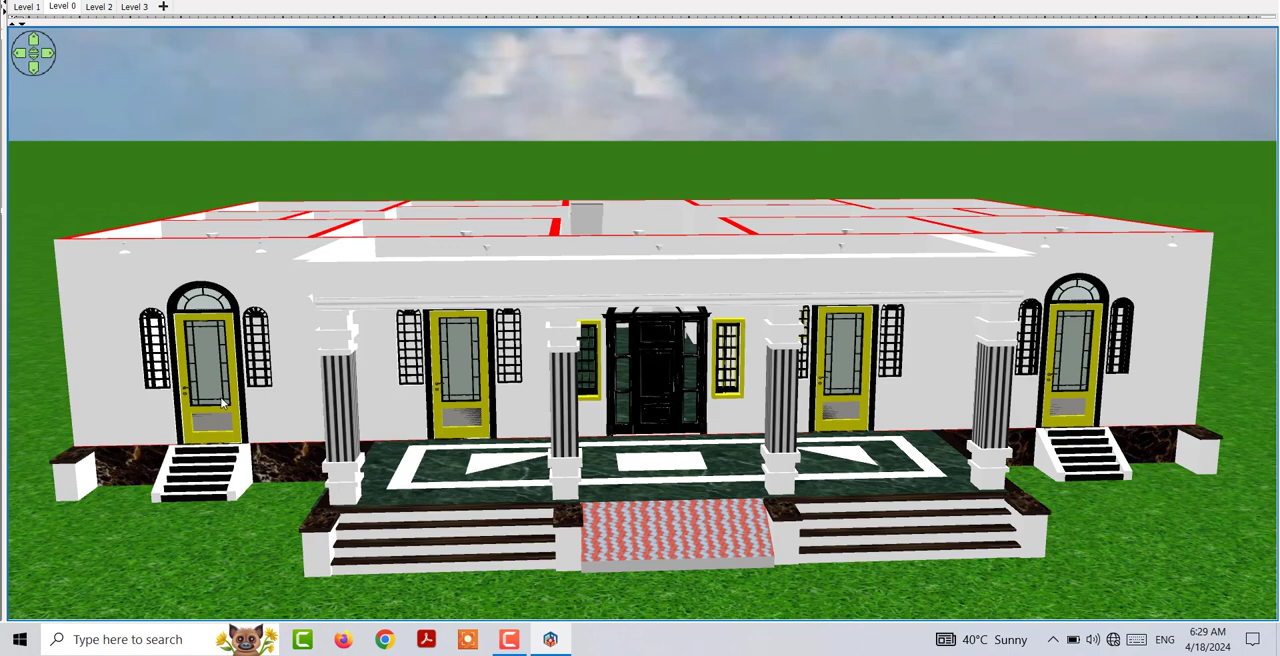 Level 1 Level 0 Level 2 Level 3
Type here to search
40°C Sunny
ENG
6:29 AM
4/18/2024